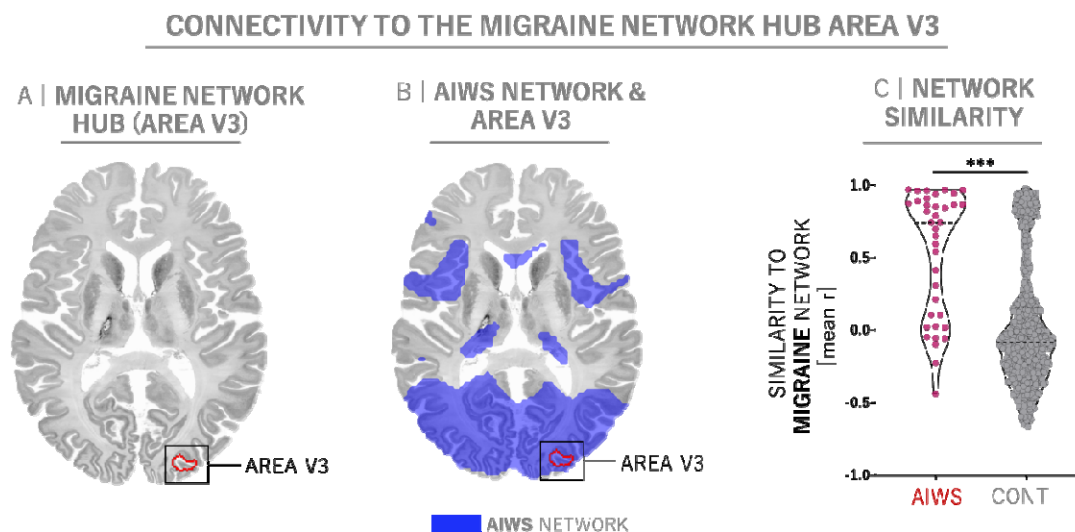 CONNECTIVITY TO THE MIGRAINE NETWORK HUB AREA V3
A | MIGRAINE NETWORK
HUB (AREA V3)
AREA V3
B | AIWS NETWORK &
AREA V3
AREA V3
AIWS NETWORK
C | NETWORK
SIMILARITY
***
SIMILARITY TO
MIGRAINE NETWORK
[mean r]
1.0
0.5
0.0
-0.5
-1.0
AIWS CONT